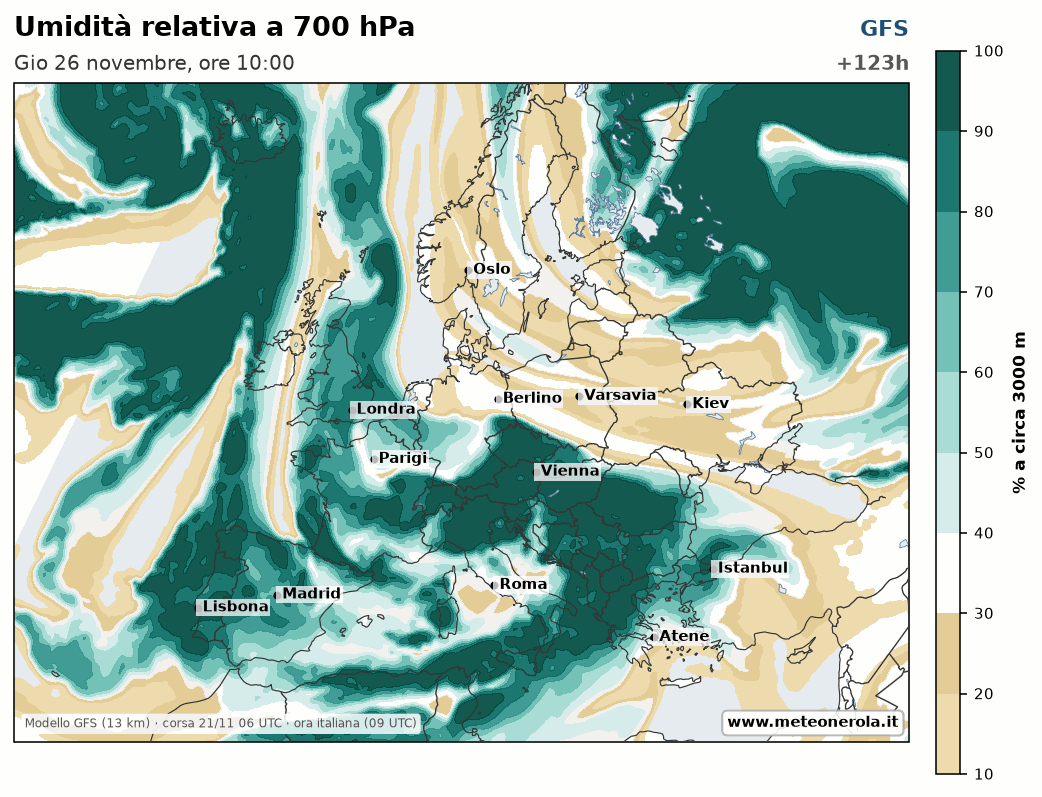 Umidità relativa a 700 hPa
GFS
Gio 26 novembre, ore 10:00
+123h
100
90
80
70
60
50
40
30
20
10
% a circa 3000 m
Oslo
Berlino
Varsavia
Kiev
Londra
Parigi
Vienna
Istanbul
Roma
Madrid
Lisbona
Atene
Modello GFS (13 km) · corsa 21/11 06 UTC · ora italiana (09 UTC)
www.meteonerola.it